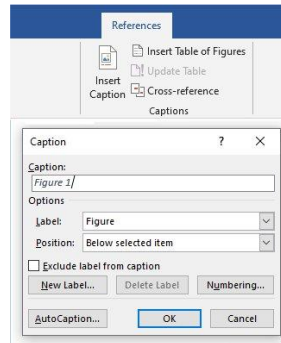 References
Insert Caption
Insert Table of Figures
Update Table
Cross-reference
Captions
Caption ? ×
Caption:
Figure 1
Options
Label: Figure
Position: Below selected item
Exclude label from caption
New Label... Delete Label Numbering...
AutoCaption... OK Cancel